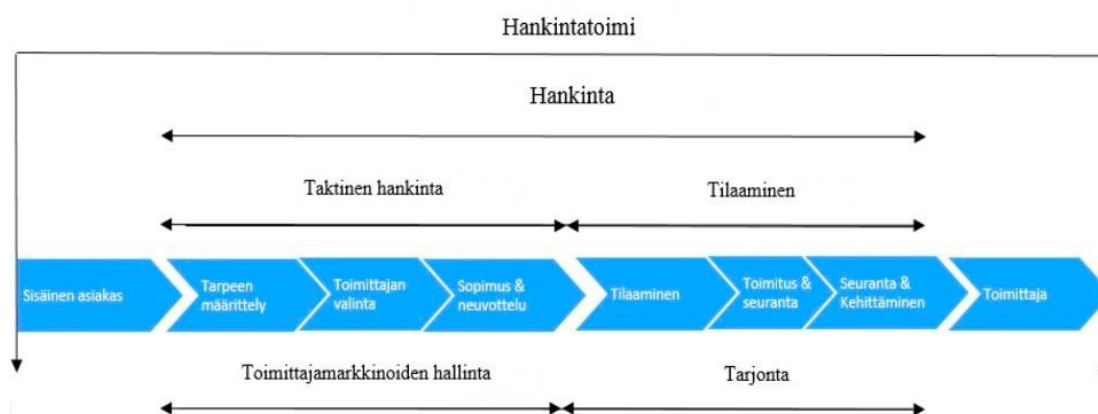 Hankintatoimi
Hankinta
Taktinen hankinta
Tilaaminen
Sisäinen asiakas
Tarpeen
määrittely
Toimittajan
valinta
Sopimus &
neuvottelu
Tilaaminen
Toimitus &
seuranta
Seuranta &
Kehittäminen
Toimittaja
Toimittajamarkkinoiden hallinta
Tarjonta